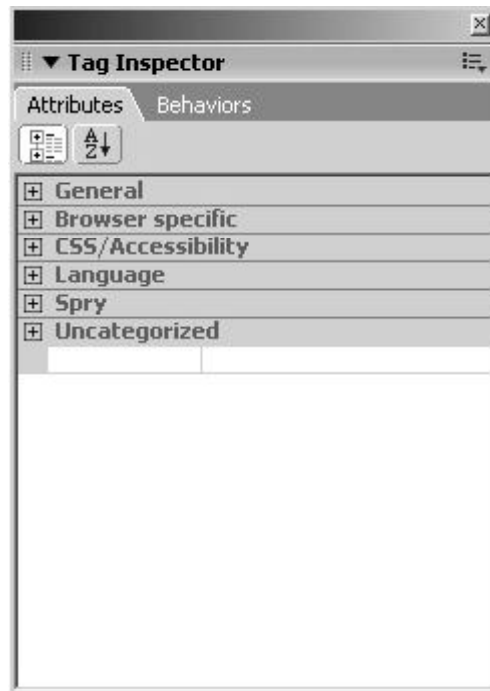 Tag Inspector
Attributes Behaviors
A
Z
General
Browser specific
CSS/Accessibility
Language
Spry
Uncategorized